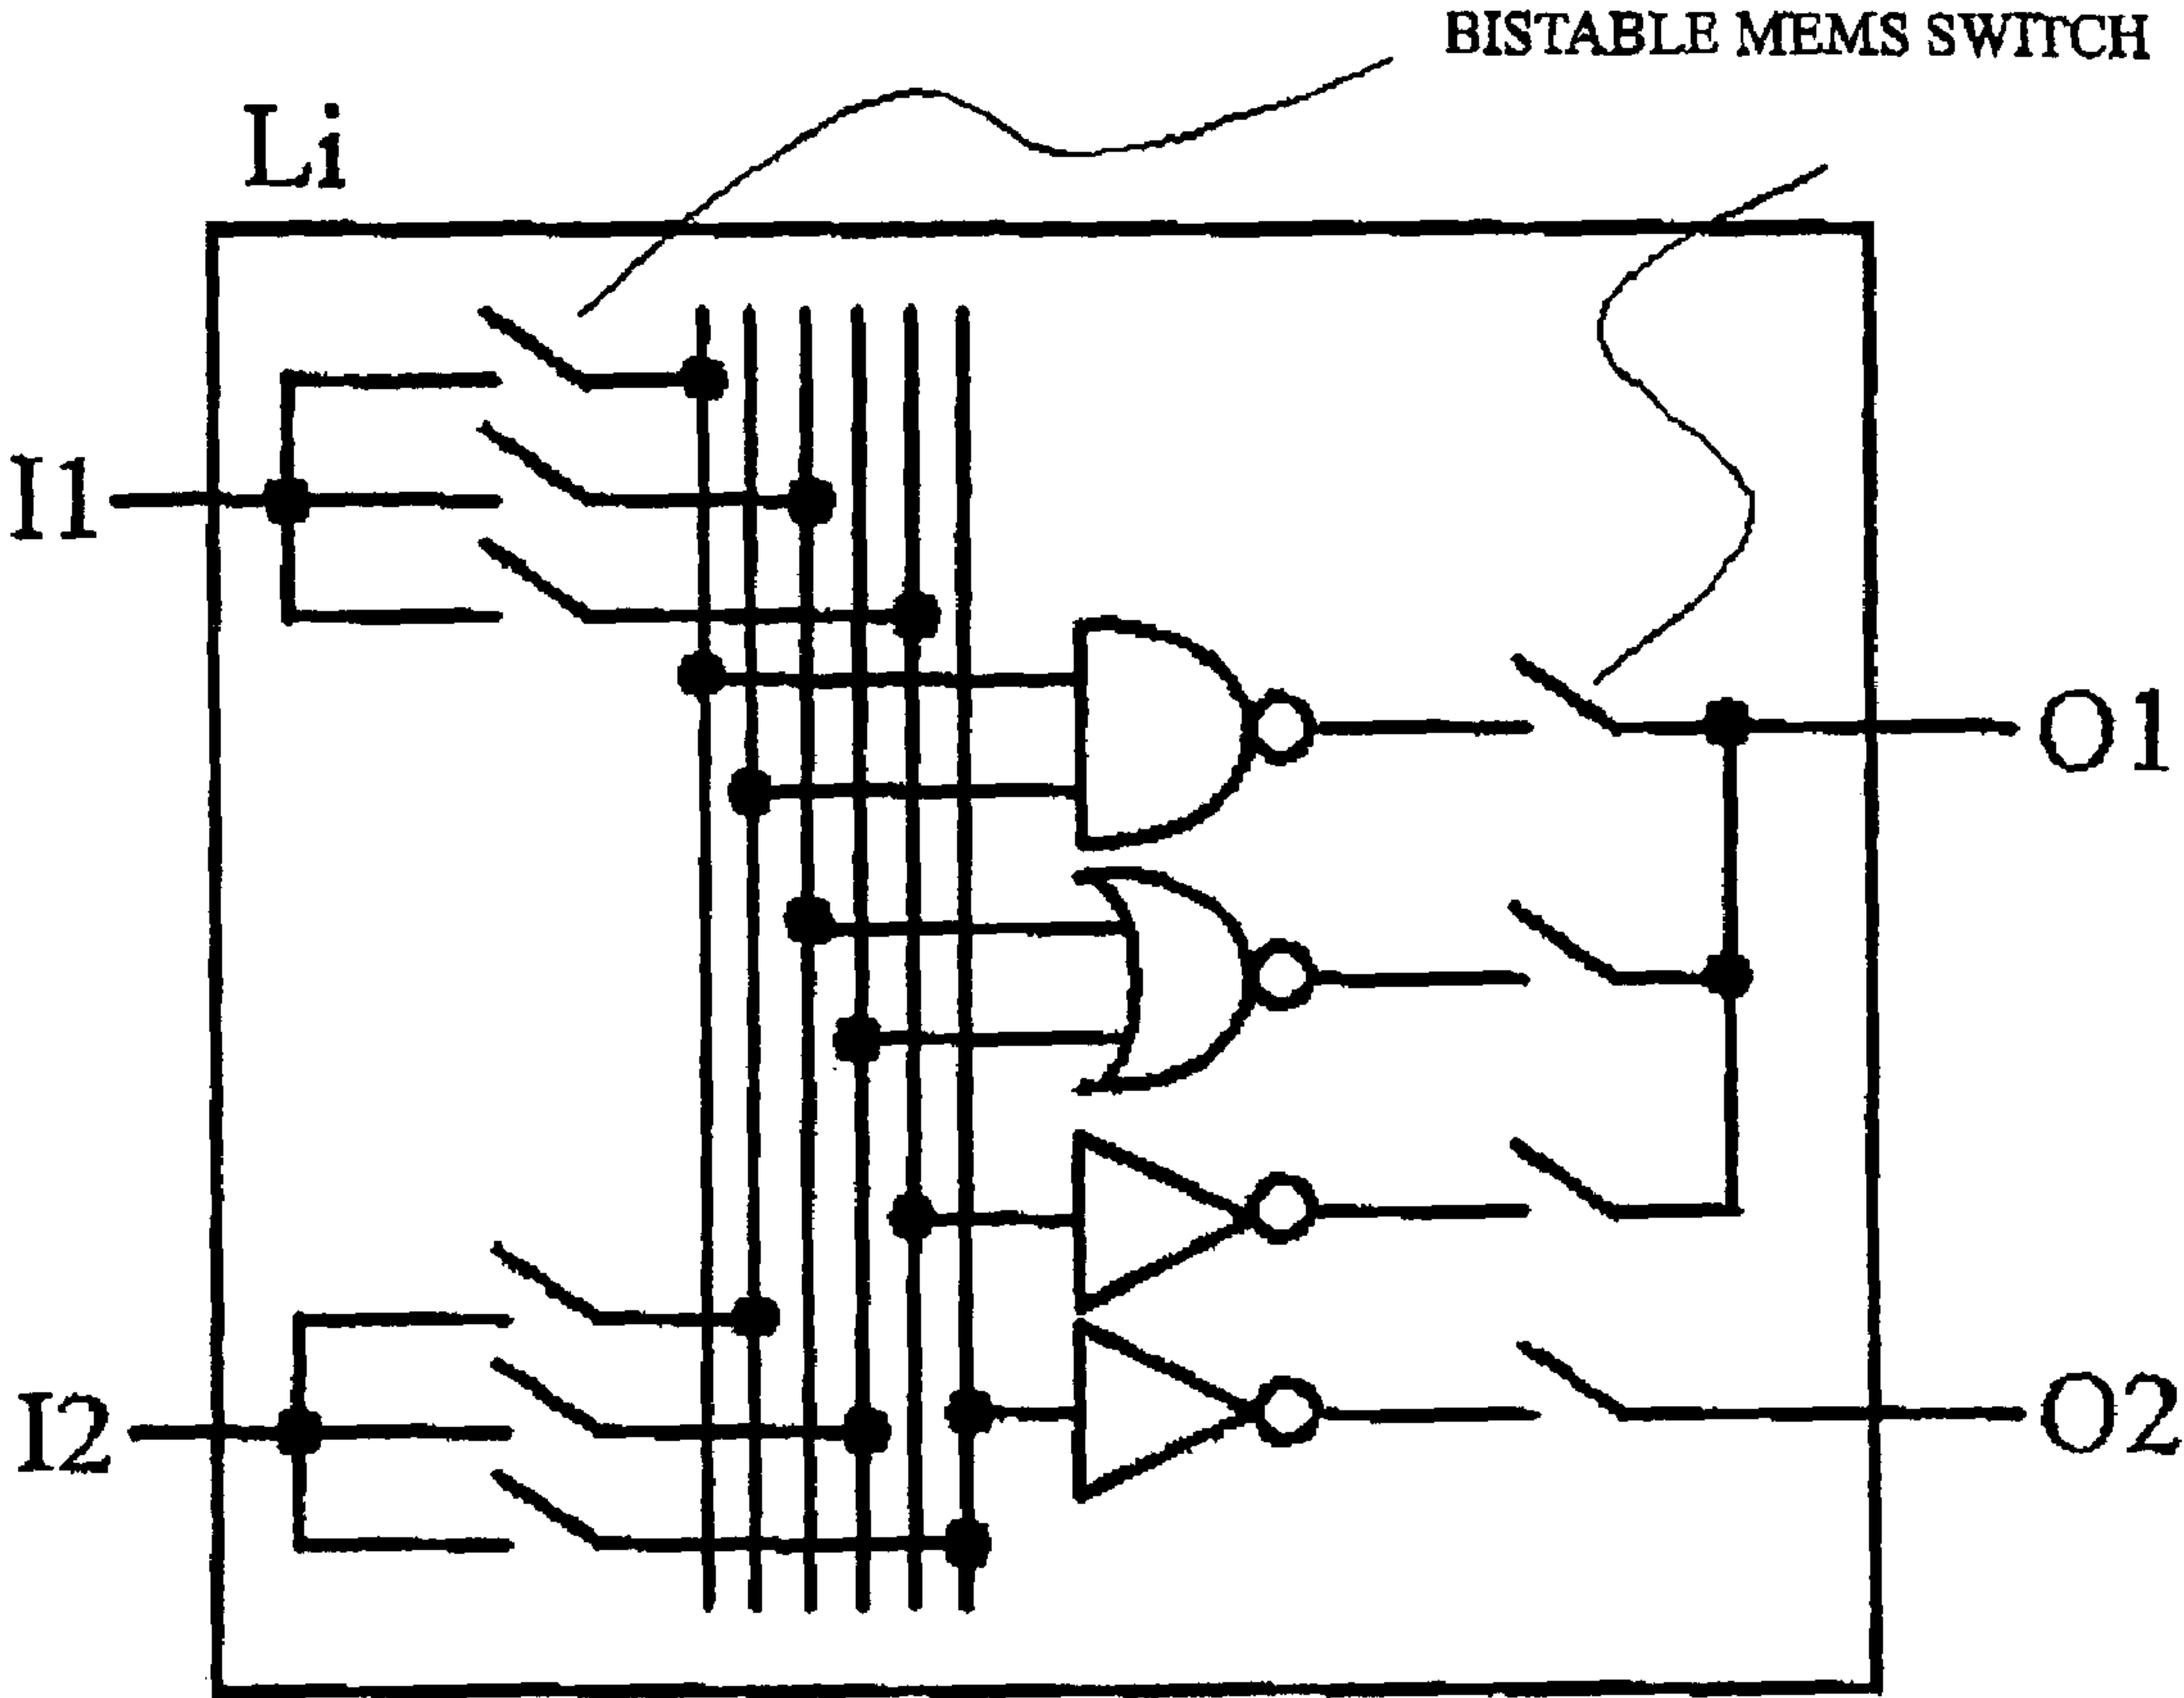 BISTABLE MEMS SWITCH
Li
I1
O1
I2
O2